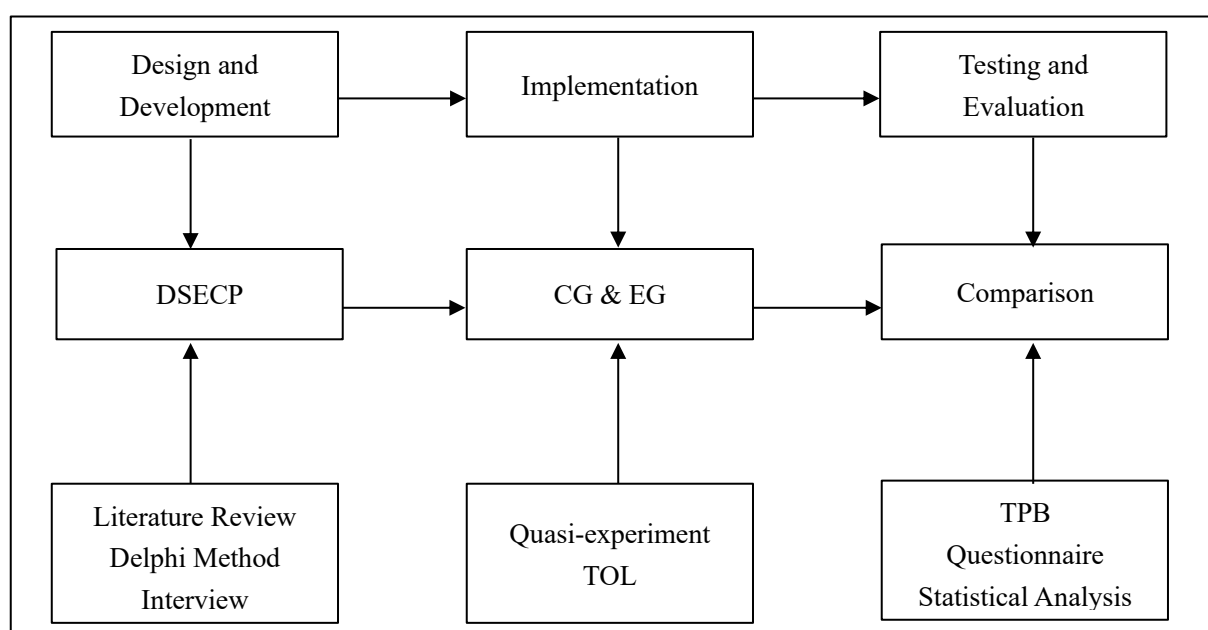 Design and
Development
Implementation
Testing and
Evaluation
DSECP
CG & EG
Comparison
Literature Review
Delphi Method
Interview
Quasi-experiment
TOL
TPB
Questionnaire
Statistical Analysis